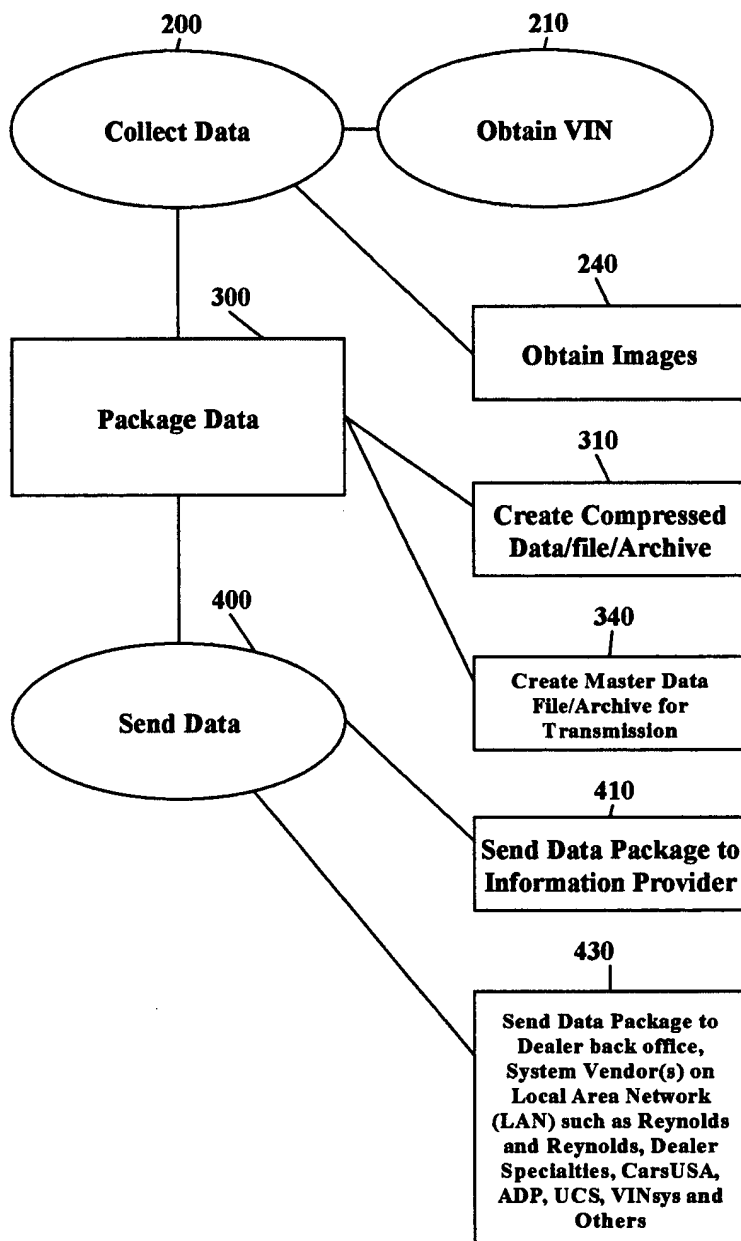 200
210
Collect Data
Obtain VIN
240
300
Obtain Images
Package Data
310
Create Compressed
Data/file/Archive
400
340
Create Master Data
File/Archive for
Transmission
Send Data
410
Send Data Package to
Information Provider
430
Send Data Package to
Dealer back office,
System Vendor(s) on
Local Area Network
(LAN) such as Reynolds
and Reynolds, Dealer
Specialties, CarsUSA,
ADP, UCS, VINsys and
Others